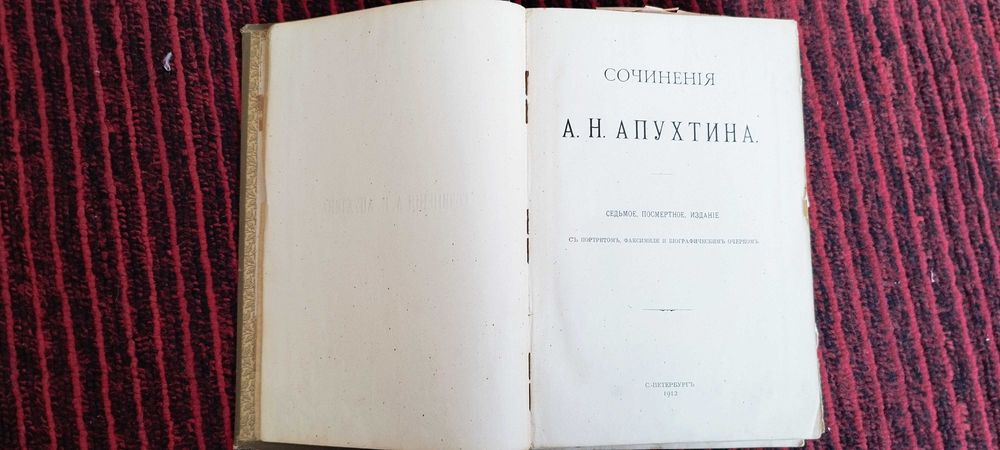 СОЧИНЕНІЯ
А. Н. АПУХТИНА.
СЕДЬМОЕ, ПОСМЕРТНОЕ, ИЗДАНІЕ
СЪ ПОРТРЕТОМЪ, ФАКСИМИЛЕ И БІОГРАФИЧЕСКИМЪ ОЧЕРКОМЪ
С.-ПЕТЕРБУРГЪ
1912